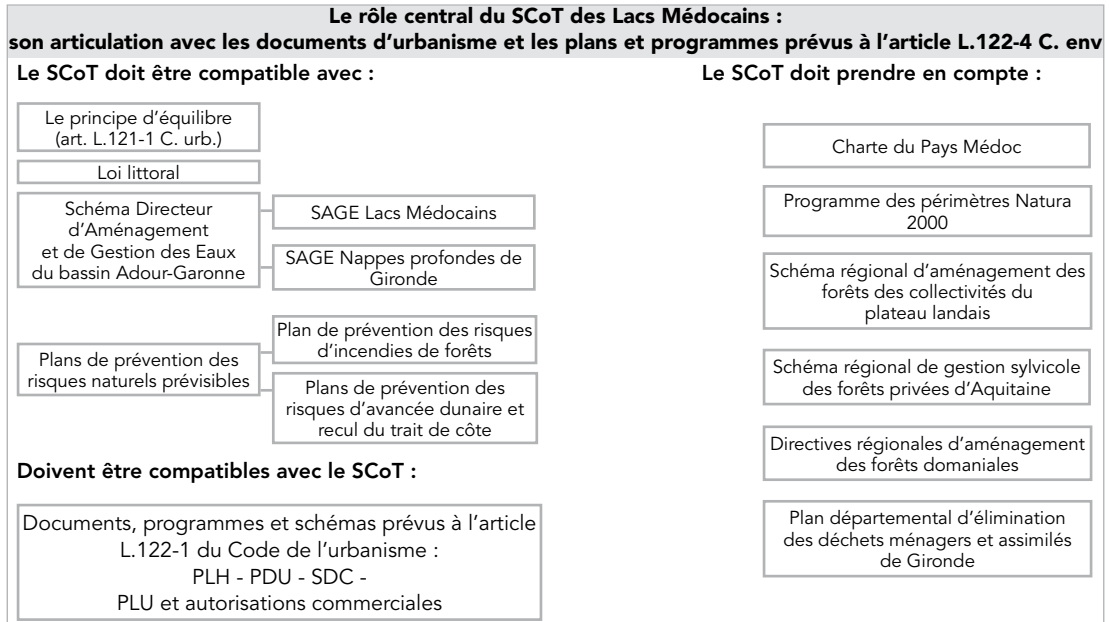 Le rôle central du SCoT des Lacs Médocains :
son articulation avec les documents d'urbanisme et les plans et programmes prévus à l'article L.122-4 C. env
Le SCoT doit être compatible avec :
Le principe d'équilibre
(art. L.121-1 C. urb.)
Loi littoral
Schéma Directeur
d'Aménagement
et de Gestion des Eaux
du bassin Adour-Garonne
SAGE Lacs Médocains
SAGE Nappes profondes de
Gironde
Plans de prévention des
risques naturels prévisibles
Plan de prévention des risques
d'incendies de forêts
Plans de prévention des
risques d'avancée dunaire et
recul du trait de côte
Doivent être compatibles avec le SCoT :
Documents, programmes et schémas prévus à l'article
L.122-1 du Code de l'urbanisme :
PLH - PDU - SDC -
PLU et autorisations commerciales
Le SCoT doit prendre en compte :
Charte du Pays Médoc
Programme des périmètres Natura
2000
Schéma régional d'aménagement des
forêts des collectivités du
plateau landais
Schéma régional de gestion sylvicole
des forêts privées d'Aquitaine
Directives régionales d'aménagement
des forêts domaniales
Plan départemental d'élimination
des déchets ménagers et assimilés
de Gironde